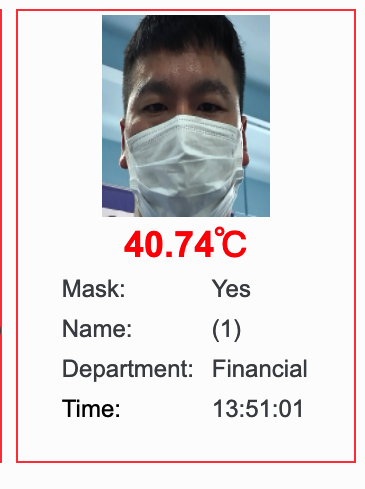 40.74℃
Mask: Yes
Name: (1)
Department: Financial
Time: 13:51:01